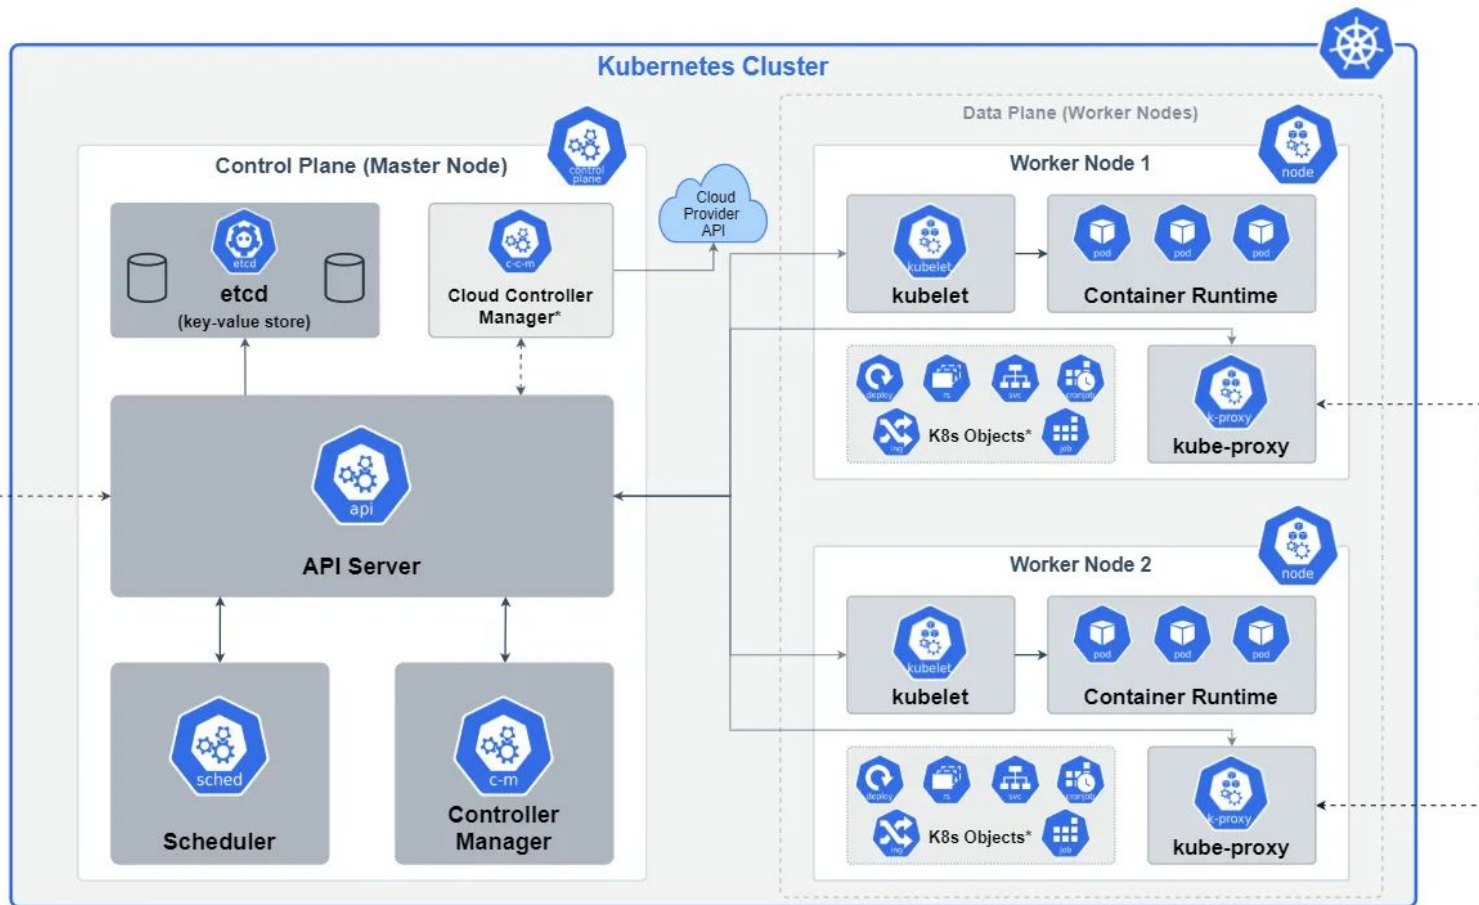 Kubernetes Cluster
Control Plane (Master Node)
control
plane
etcd
etcd
(key-value store)
c-c-m
Cloud Controller
Manager*
Cloud
Provider
API
api
API Server
sched
Scheduler
c-m
Controller
Manager
Data Plane (Worker Nodes)
Worker Node 1
node
kubelet
kubelet
pod
pod
pod
Container Runtime
deploy
rs
svc
cronjob
ing
K8s Objects*
job
k-proxy
kube-proxy
Worker Node 2
node
kubelet
kubelet
pod
pod
pod
Container Runtime
deploy
rs
svc
cronjob
ing
K8s Objects*
job
k-proxy
kube-proxy